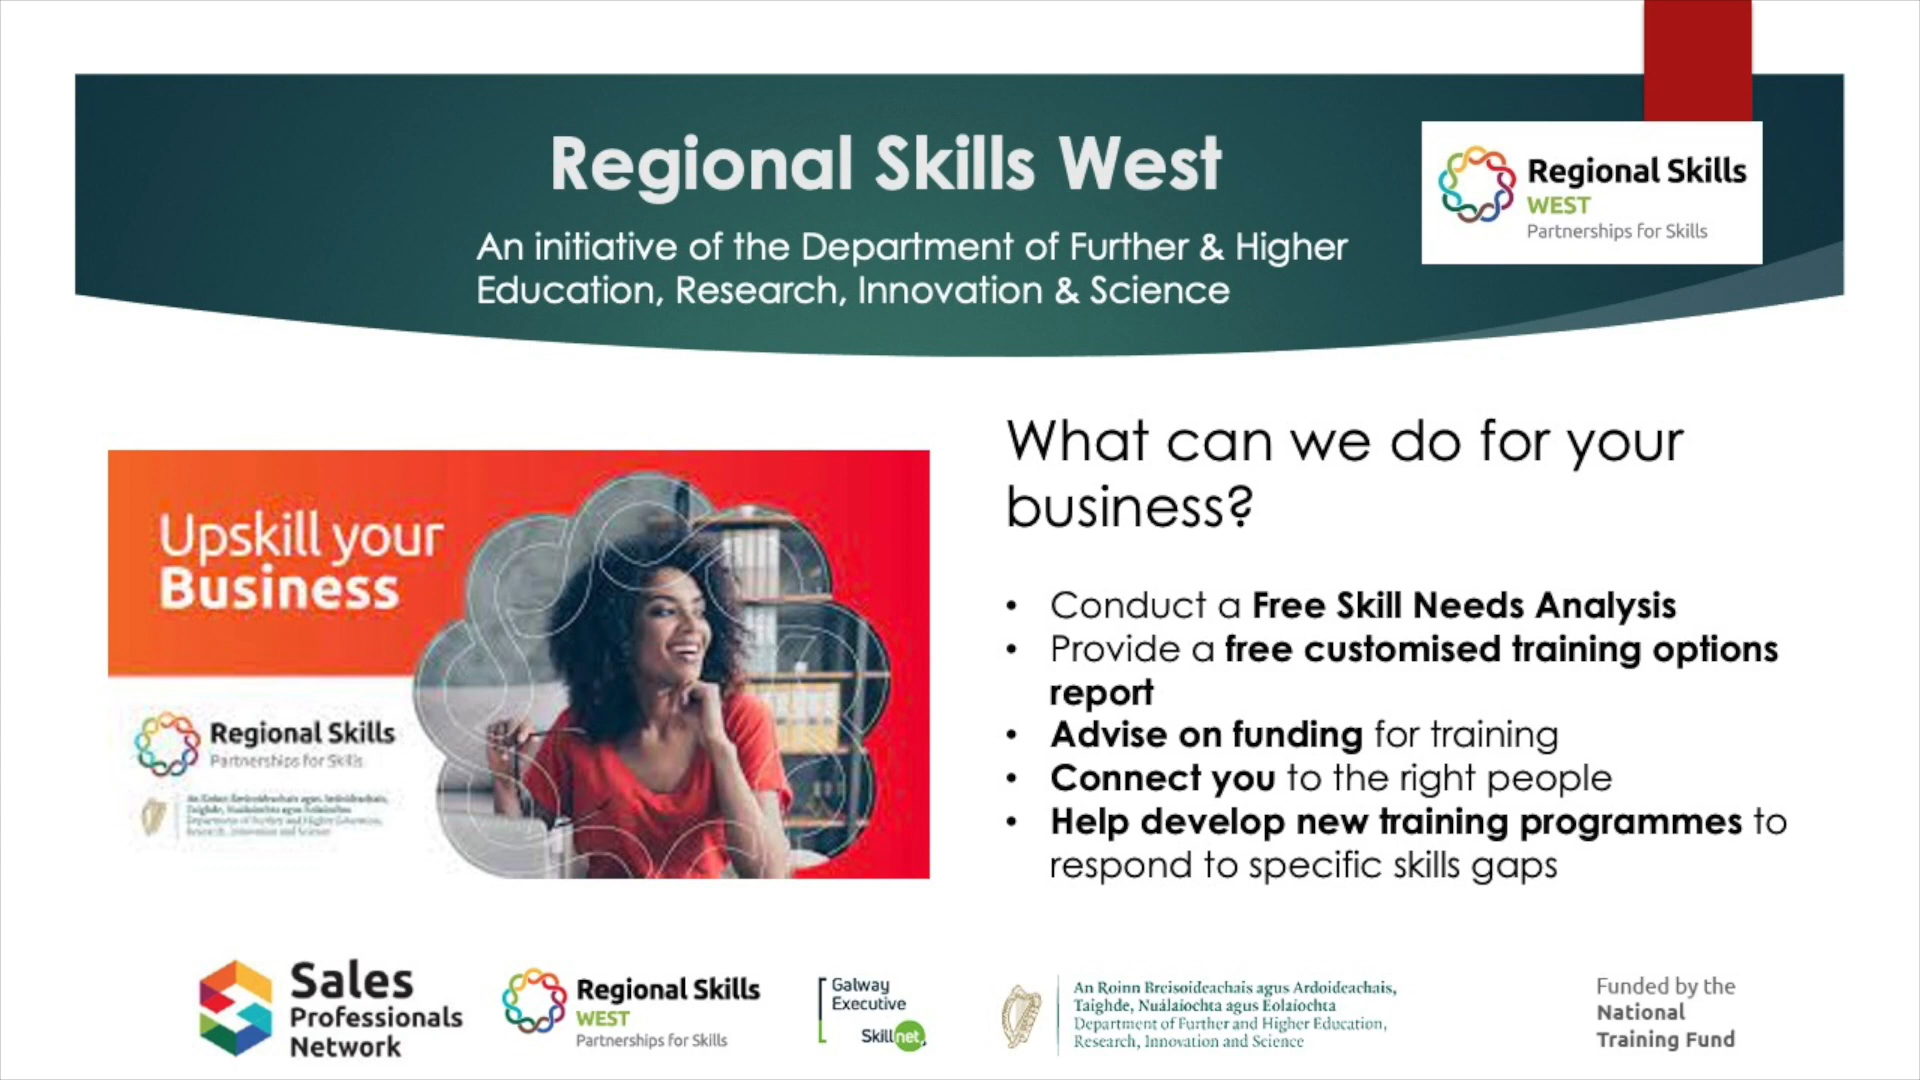 Regional Skills West
An initiative of the Department of Further & Higher
Education, Research, Innovation & Science
Regional Skills
WEST
Partnerships for Skills
Upskill your
Business
Regional Skills
Partnerships for Skills
What can we do for your
business?
• Conduct a Free Skill Needs Analysis
• Provide a free customised training options
report
• Advise on funding for training
• Connect you to the right people
• Help develop new training programmes to
respond to specific skills gaps
Sales
Professionals
Network
Regional Skills
WEST
Partnerships for Skills
Galway
Executive
Skillnet
An Roinn Breisoideachais agus Ardoideachais,
Taighde, Nuálaíochta agus Eolaíochta
Department of Further and Higher Education,
Research, Innovation and Science
Funded by the
National
Training Fund